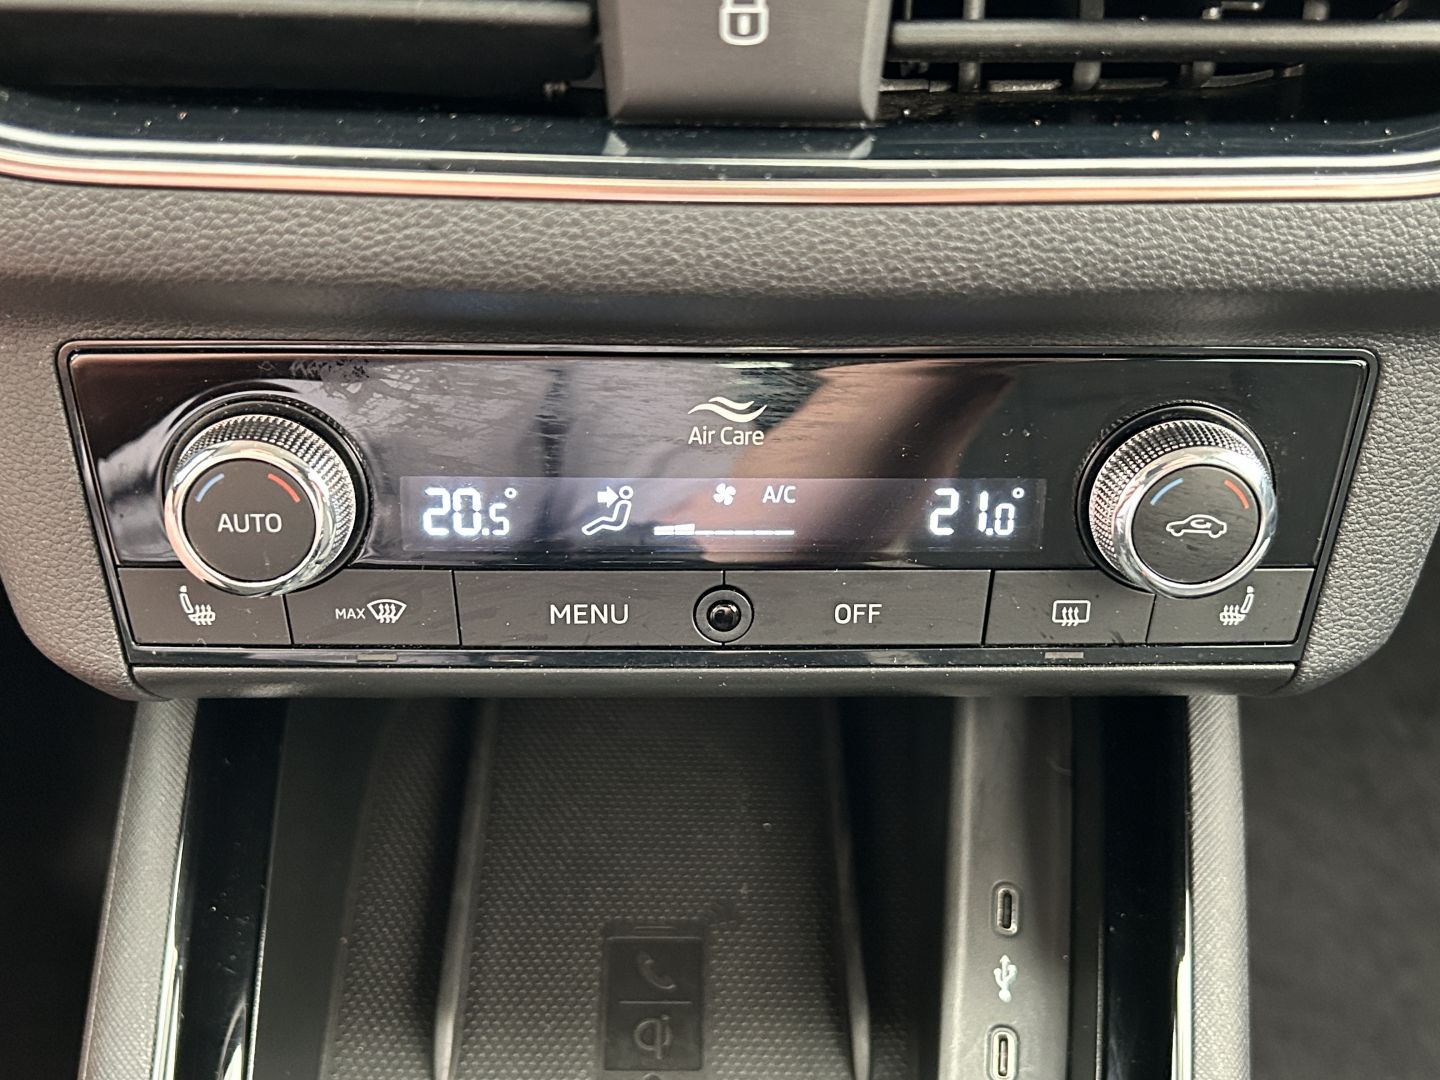 Air Care
AUTO
20.5°
A/C
21.0°
MAX
MENU
OFF